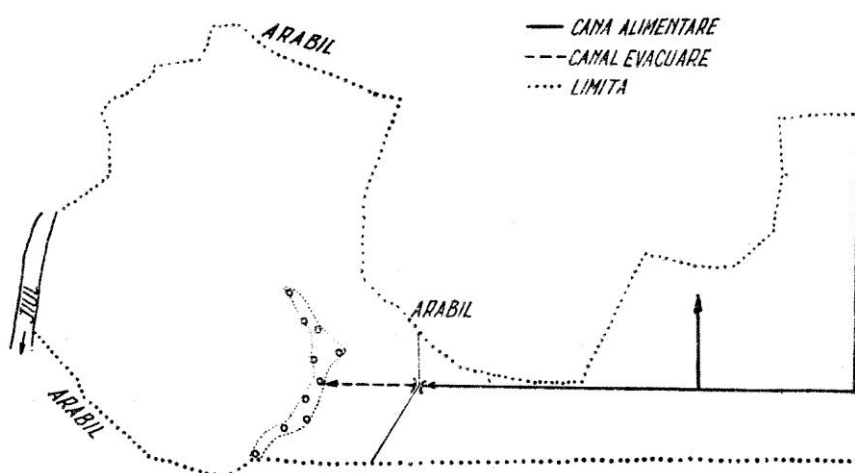 ARABIL
CANA ALIMENTARE
CANAL EVACUARE
LIMITA
JIUL
ARABIL
ARABIL